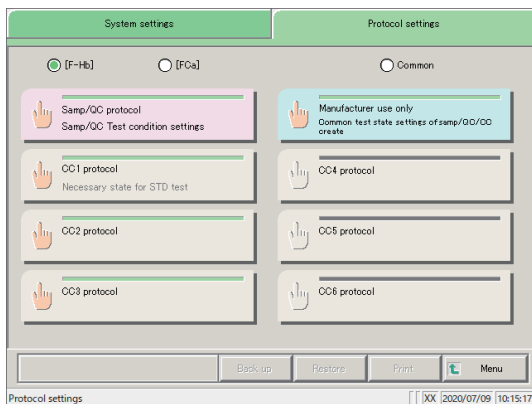 System settings
Protocol settings
[F-Hb]
[FCa]
Common
Samp/QC protocol
Samp/QC Test condition settings
Manufacturer use only
Common test state settings of samp/QC/CC
create
CC1 protocol
Necessary state for STD test
CC4 protocol
CC2 protocol
CC5 protocol
CC3 protocol
CC6 protocol
Back up
Restore
Print
Menu
Protocol settings
XX 2020/07/09 10:15:17